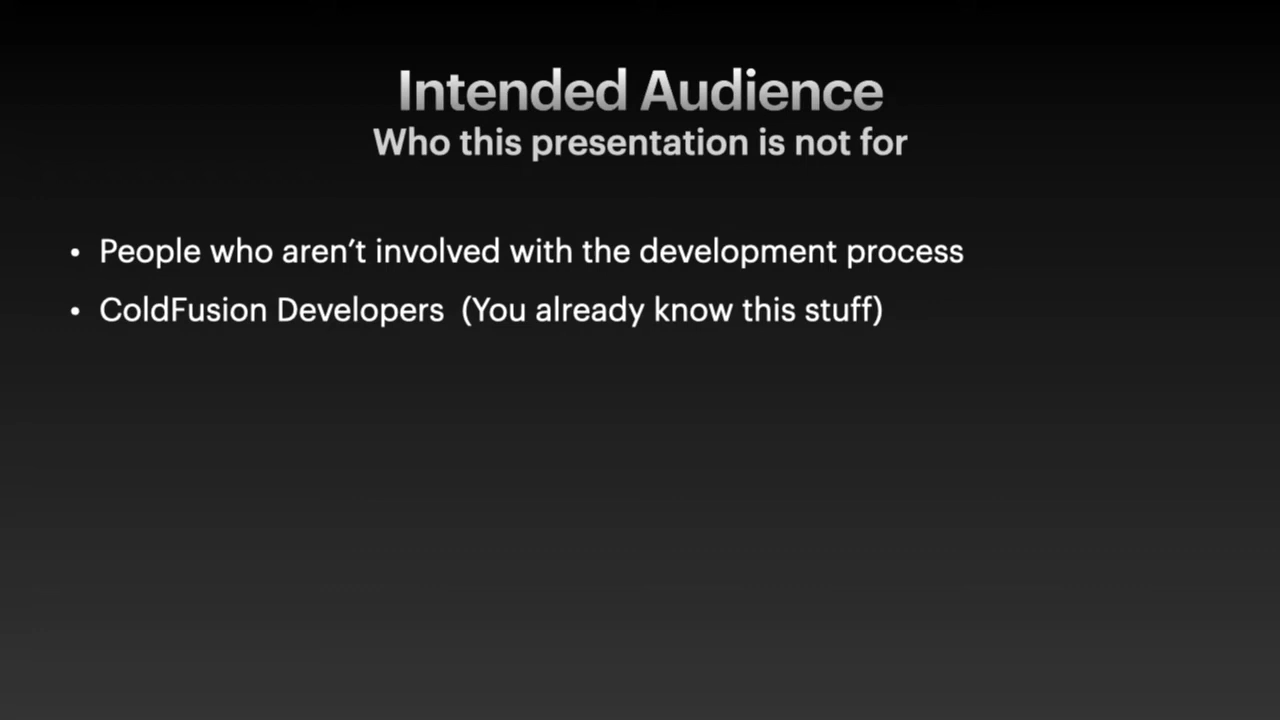 Intended Audience
Who this presentation is not for
• People who aren’t involved with the development process
• ColdFusion Developers  (You already know this stuff)